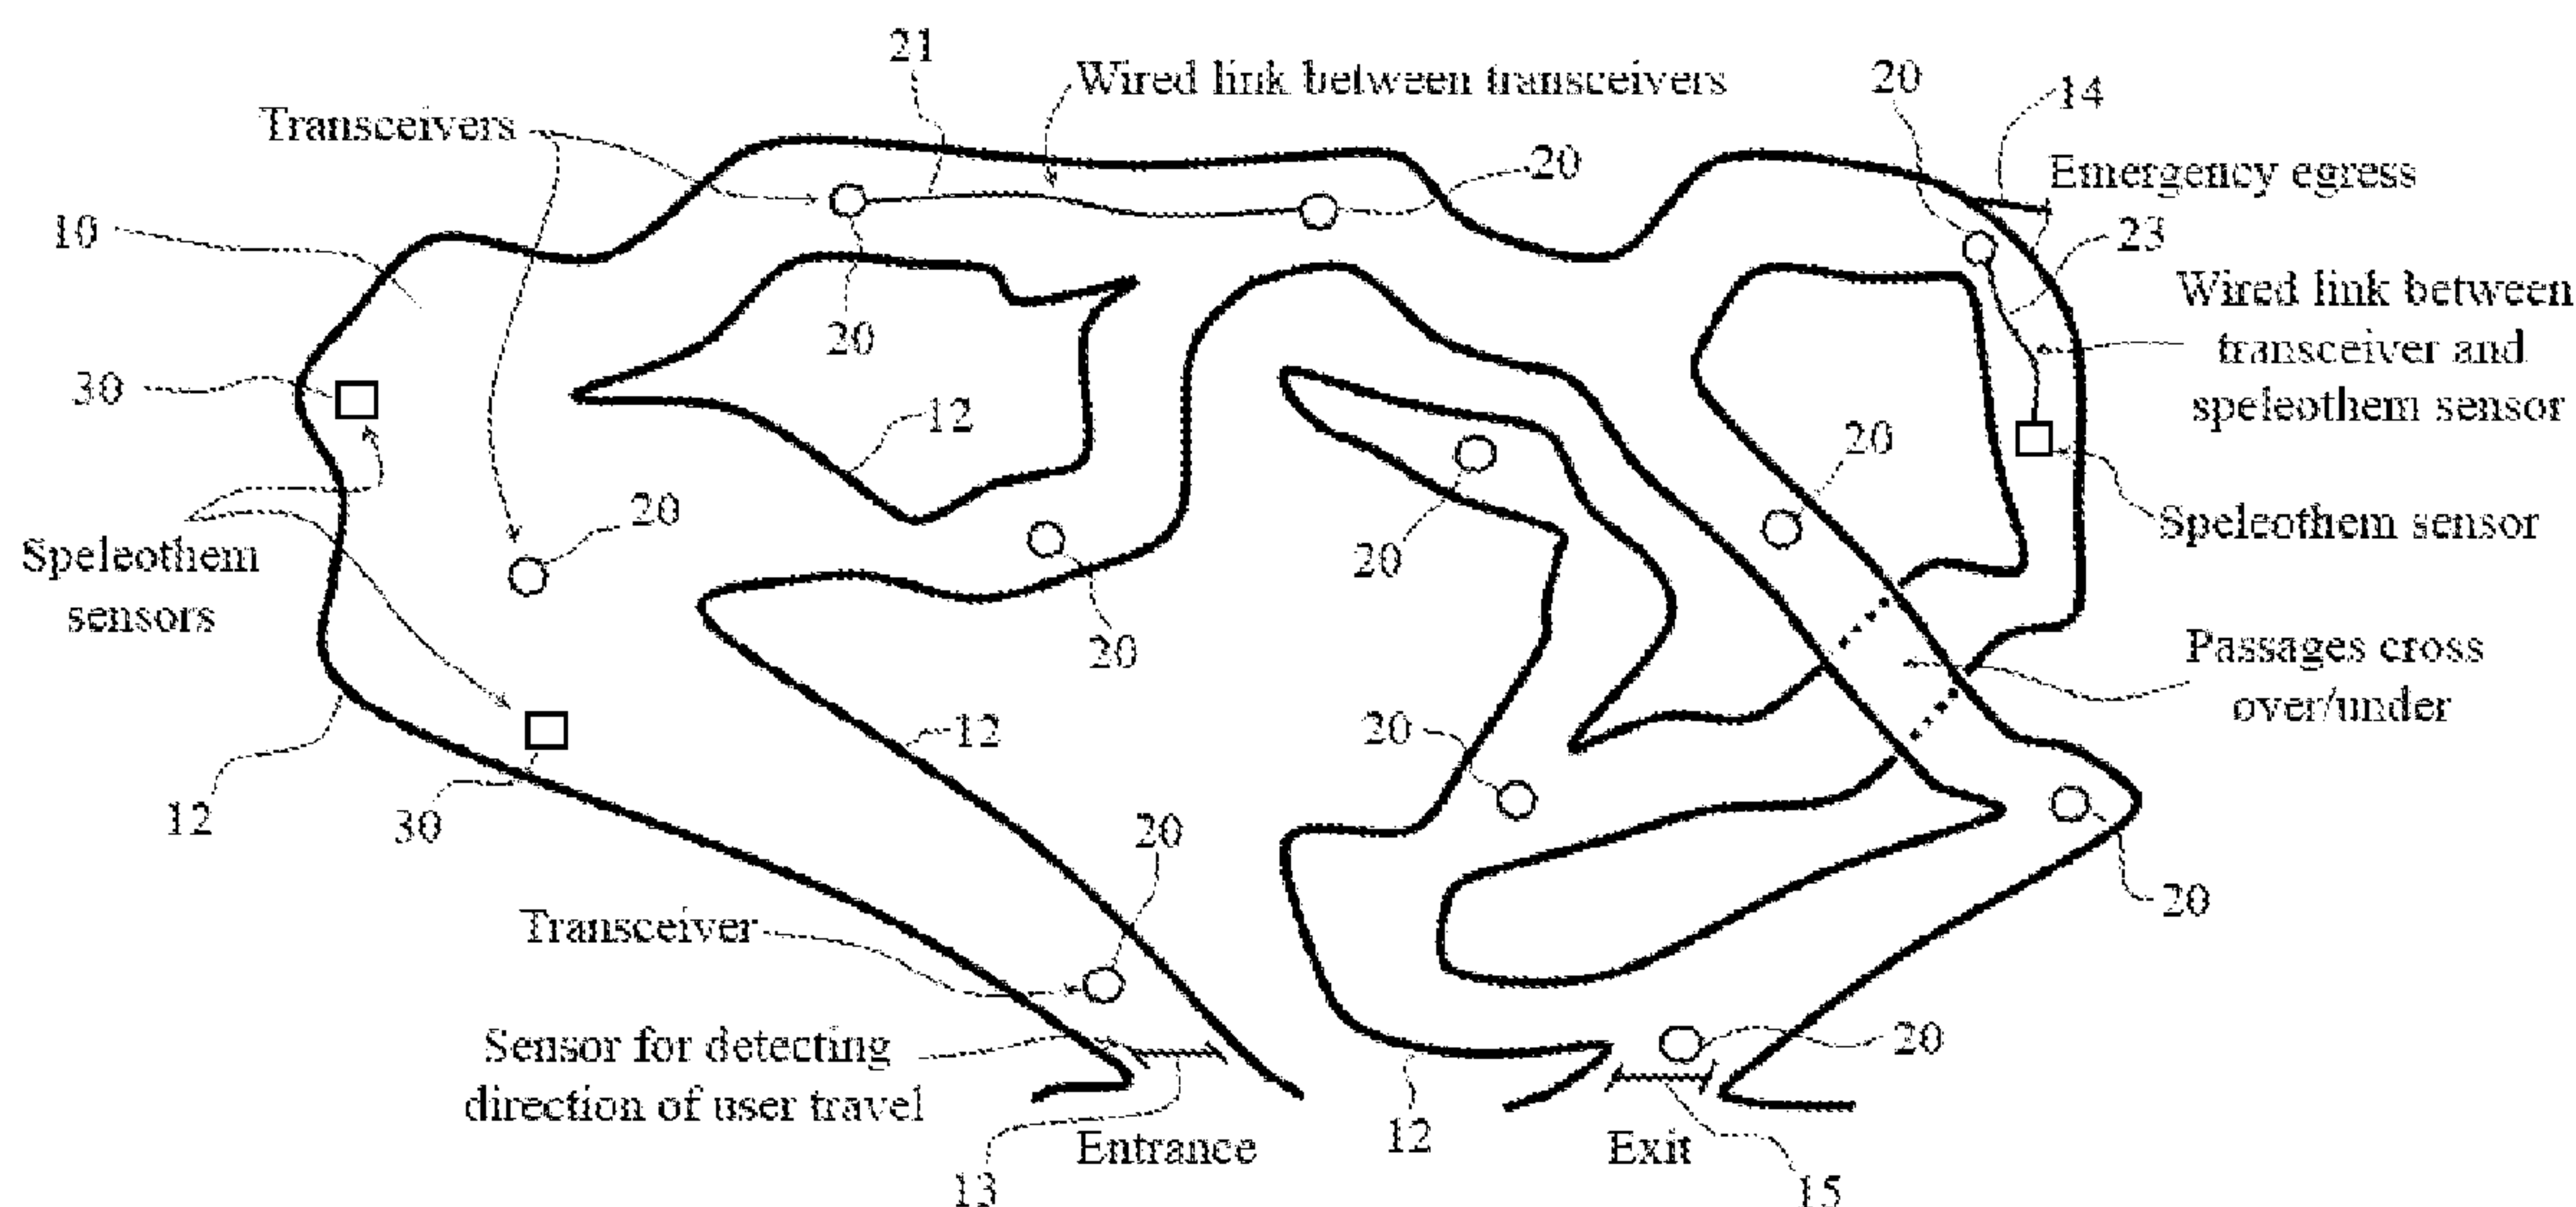 21
Wired link between transceivers
20
14
Transceivers
20
Emergency egress
10
23
20
Wired link between
transceiver and
speleothem sensor
30
12
20
20
20
Speleothem sensor
Speleothem
sensors
20
Passages cross
over/under
12
20
12
30
20
20
Transceiver
Sensor for detecting
direction of user travel
20
12
Entrance
Exit
13
15